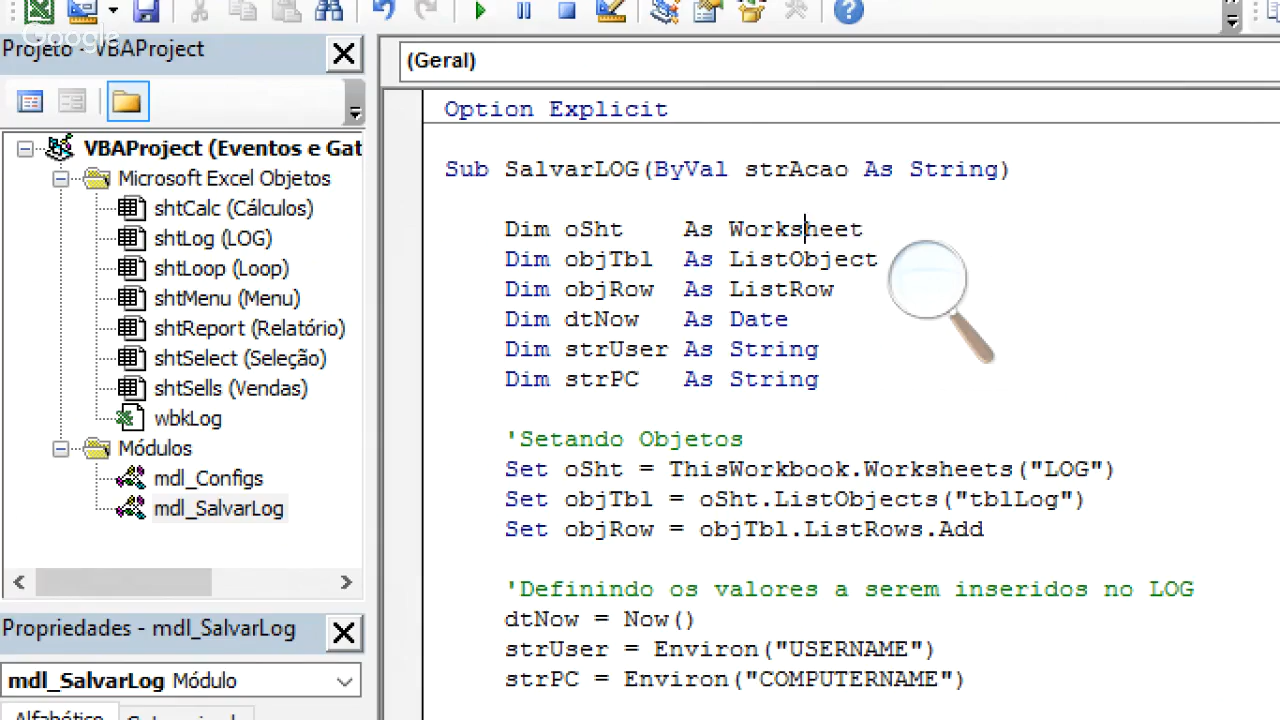 Google
Projeto - VBAProject
(Geral)
VBAProject (Eventos e Gat
Microsoft Excel Objetos
shtCalc (Cálculos)
shtLog (LOG)
shtLoop (Loop)
shtMenu (Menu)
shtReport (Relatório)
shtSelect (Seleção)
shtSells (Vendas)
wbkLog
Módulos
mdl_Configs
mdl_SalvarLog
Propriedades - mdl_SalvarLog
mdl_SalvarLog Módulo
Alfabético
Option Explicit
Sub SalvarLOG(ByVal strAcao As String)
Dim oSht As Worksheet
Dim objTbl As ListObject
Dim objRow As ListRow
Dim dtNow As Date
Dim strUser As String
Dim strPC As String
'Setando Objetos
Set oSht = ThisWorkbook.Worksheets("LOG")
Set objTbl = oSht.ListObjects("tblLog")
Set objRow = objTbl.ListRows.Add
'Definindo os valores a serem inseridos no LOG
dtNow = Now()
strUser = Environ("USERNAME")
strPC = Environ("COMPUTERNAME")